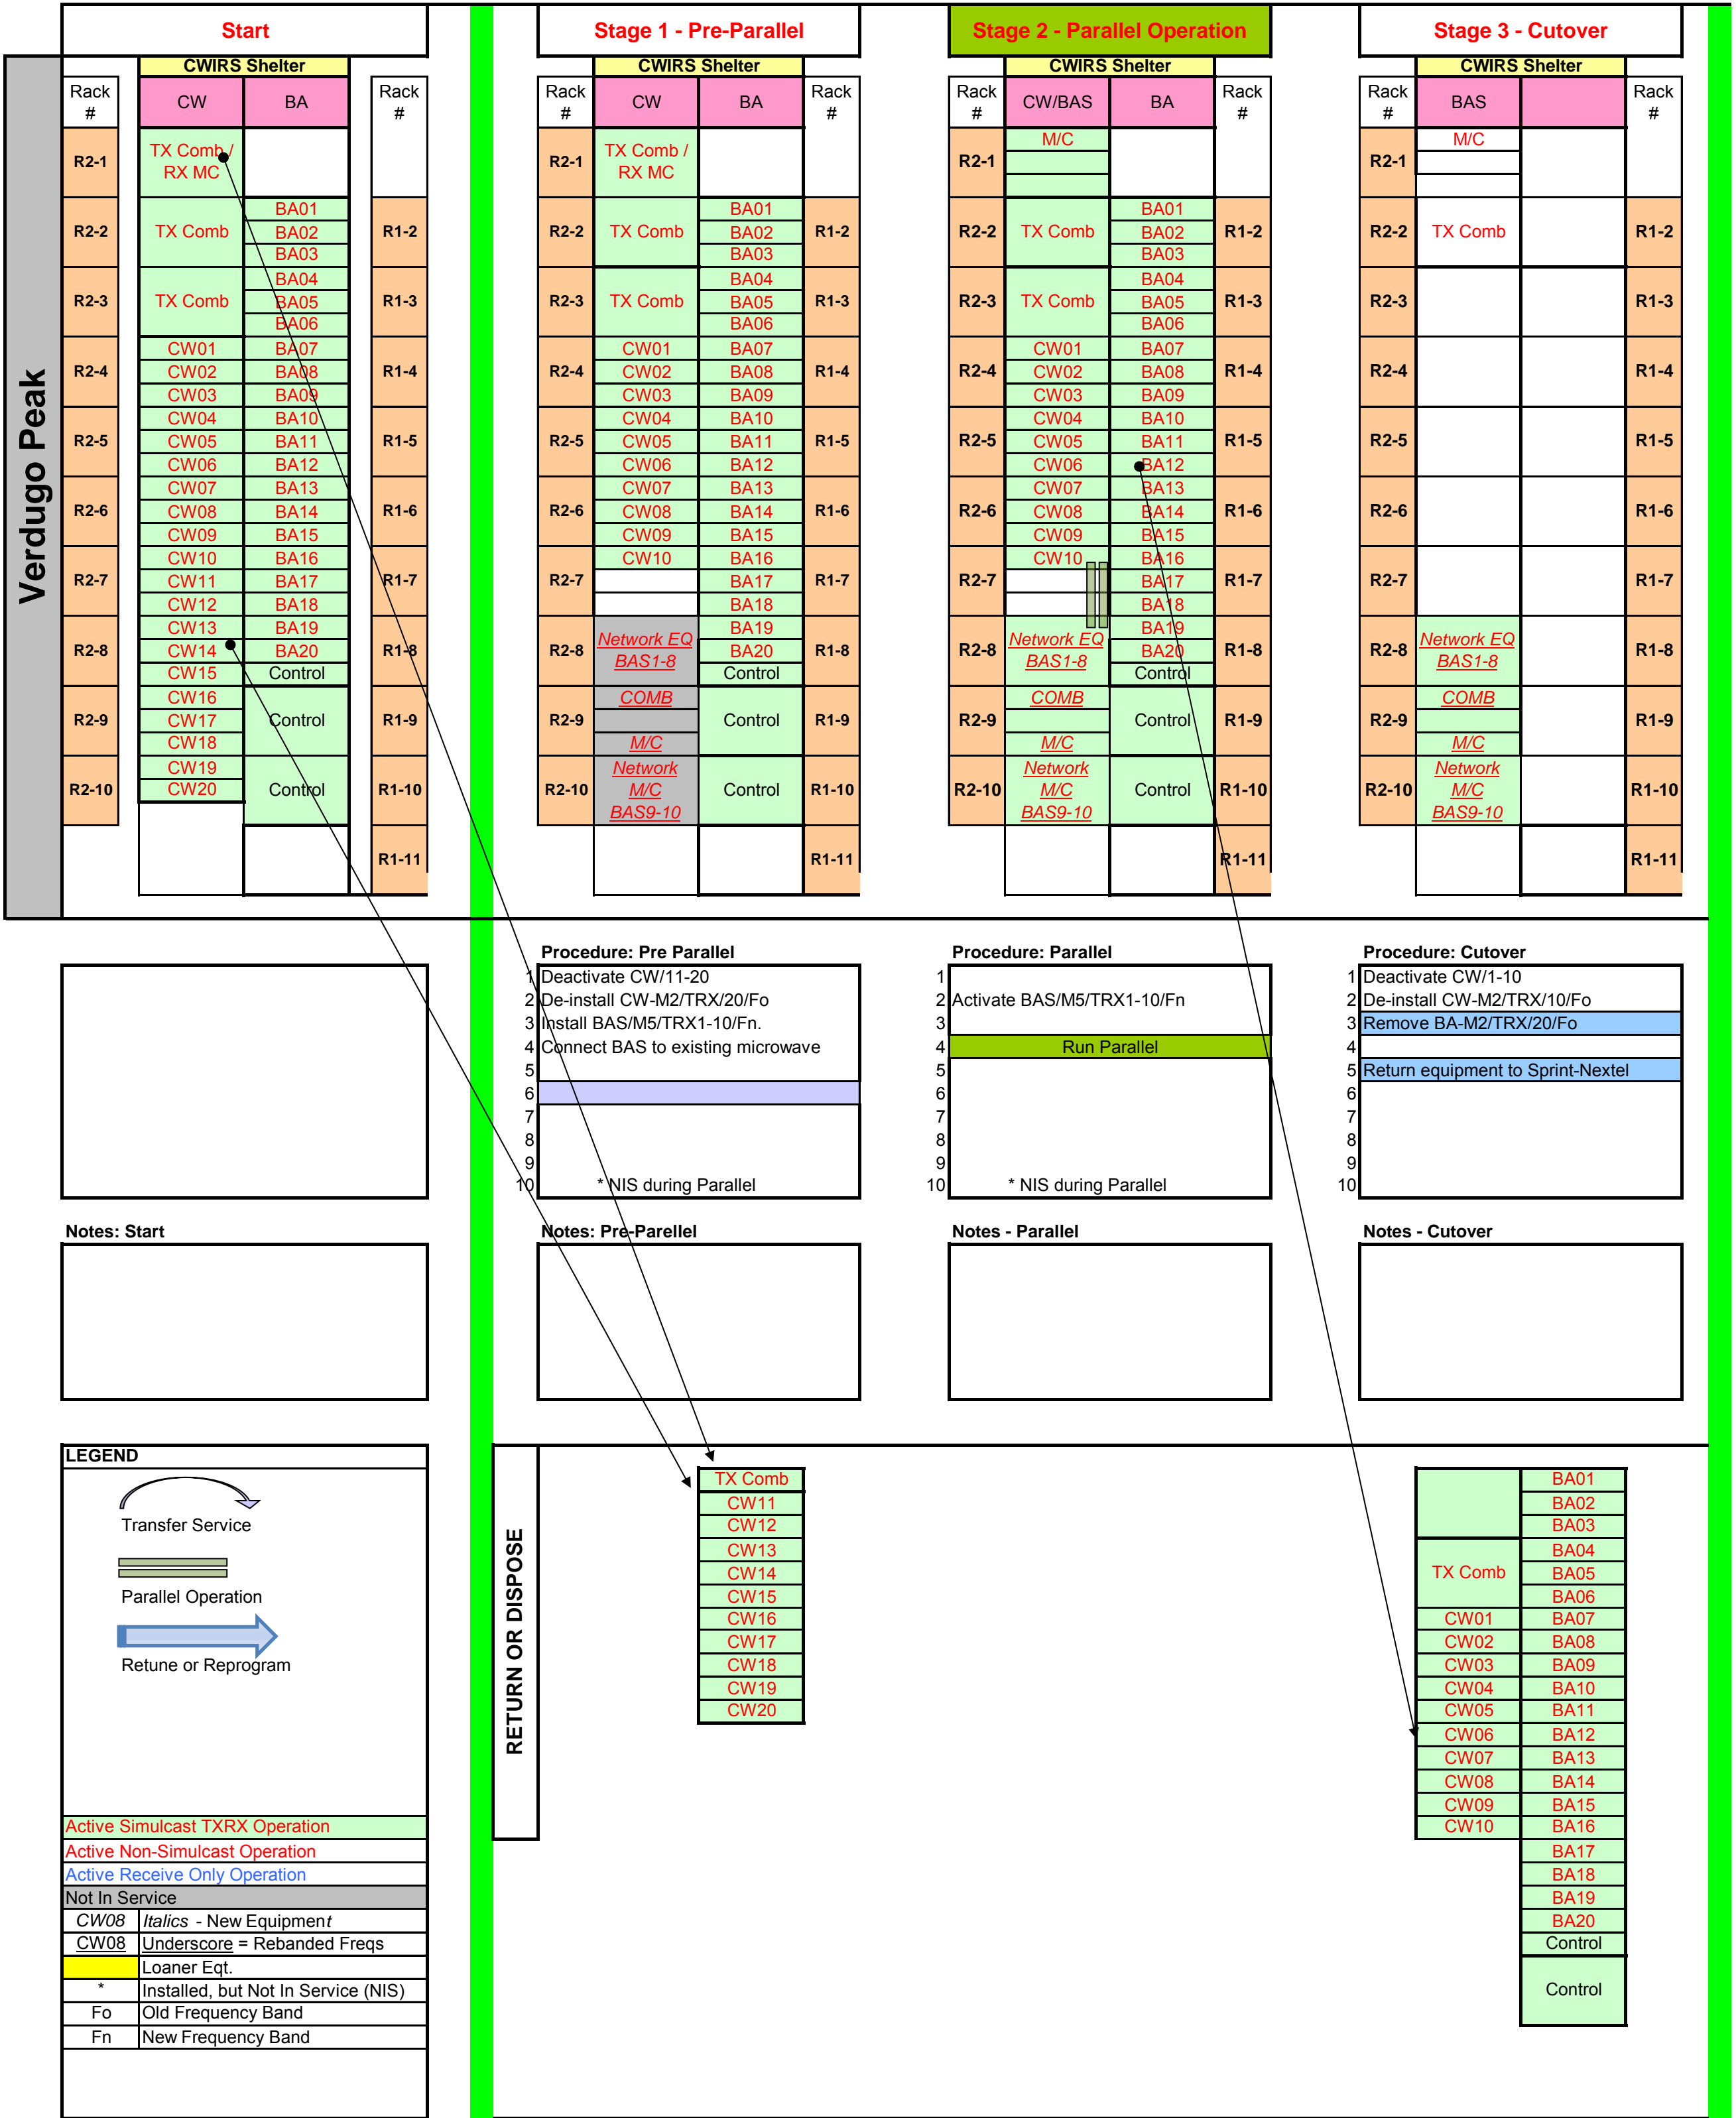 Start
Stage 1 - Pre-Parallel
Stage 2 - Parallel Operation
Stage 3 - Cutover
Verdugo Peak
CWIRS Shelter
Rack # CW BA Rack #
R2-1 TX Comb / RX MC
R2-2 TX Comb BA01 BA02 BA03 R1-2
R2-3 TX Comb BA04 BA05 BA06 R1-3
R2-4 CW01 BA07 R1-4
CW02 BA08
CW03 BA09
R2-5 CW04 BA10 R1-5
CW05 BA11
CW06 BA12
R2-6 CW07 BA13 R1-6
CW08 BA14
CW09 BA15
R2-7 CW10 BA16 R1-7
CW11 BA17
CW12 BA18
R2-8 CW13 BA19 R1-8
CW14 BA20
CW15 Control
R2-9 CW16 Control R1-9
CW17
CW18
R2-10 CW19 Control R1-10
CW20
R1-11
CWIRS Shelter
Rack # CW BA Rack #
R2-1 TX Comb / RX MC
R2-2 TX Comb BA01 BA02 BA03 R1-2
R2-3 TX Comb BA04 BA05 BA06 R1-3
R2-4 CW01 BA07 R1-4
CW02 BA08
CW03 BA09
R2-5 CW04 BA10 R1-5
CW05 BA11
CW06 BA12
R2-6 CW07 BA13 R1-6
CW08 BA14
CW09 BA15
R2-7 CW10 BA16 R1-7
BA17
BA18
R2-8 Network EQ BA19 R1-8
BAS1-8 BA20
Control
R2-9 COMB Control R1-9
M/C
R2-10 Network Control R1-10
M/C
BAS9-10
R1-11
CWIRS Shelter
Rack # CW/BAS BA Rack #
R2-1 M/C
R2-2 TX Comb BA01 BA02 BA03 R1-2
R2-3 TX Comb BA04 BA05 BA06 R1-3
R2-4 CW01 BA07 R1-4
CW02 BA08
CW03 BA09
R2-5 CW04 BA10 R1-5
CW05 BA11
CW06 BA12
R2-6 CW07 BA13 R1-6
CW08 BA14
CW09 BA15
R2-7 CW10 BA16 R1-7
BA17
BA18
R2-8 Network EQ BA19 R1-8
BAS1-8 BA20
Control
R2-9 COMB Control R1-9
M/C
R2-10 Network Control R1-10
M/C
BAS9-10
R1-11
CWIRS Shelter
Rack # BAS Rack #
R2-1 M/C
R2-2 TX Comb R1-2
R2-3 R1-3
R2-4 R1-4
R2-5 R1-5
R2-6 R1-6
R2-7 R1-7
R2-8 Network EQ R1-8
BAS1-8
R2-9 COMB R1-9
M/C
R2-10 Network R1-10
M/C
BAS9-10
R1-11
Procedure: Pre Parallel
1 Deactivate CW/11-20
2 De-install CW-M2/TRX/20/Fo
3 Install BAS/M5/TRX1-10/Fn.
4 Connect BAS to existing microwave
5
6
7
8
9
10 * NIS during Parallel
Procedure: Parallel
1
2 Activate BAS/M5/TRX1-10/Fn
3
4 Run Parallel
5
6
7
8
9
10 * NIS during Parallel
Procedure: Cutover
1 Deactivate CW/1-10
2 De-install CW-M2/TRX/10/Fo
3 Remove BA-M2/TRX/20/Fo
4
5 Return equipment to Sprint-Nextel
6
7
8
9
10
Notes: Start
Notes: Pre-Parellel
Notes - Parallel
Notes - Cutover
LEGEND
Transfer Service
Parallel Operation
Retune or Reprogram
Active Simulcast TXRX Operation
Active Non-Simulcast Operation
Active Receive Only Operation
Not In Service
CW08 Italics - New Equipment
CW08 Underscore = Rebanded Freqs
Loaner Eqt.
* Installed, but Not In Service (NIS)
Fo Old Frequency Band
Fn New Frequency Band
RETURN OR DISPOSE
TX Comb
CW11
CW12
CW13
CW14
CW15
CW16
CW17
CW18
CW19
CW20
BA01
BA02
BA03
BA04
TX Comb BA05
BA06
CW01 BA07
CW02 BA08
CW03 BA09
CW04 BA10
CW05 BA11
CW06 BA12
CW07 BA13
CW08 BA14
CW09 BA15
CW10 BA16
BA17
BA18
BA19
BA20
Control
Control